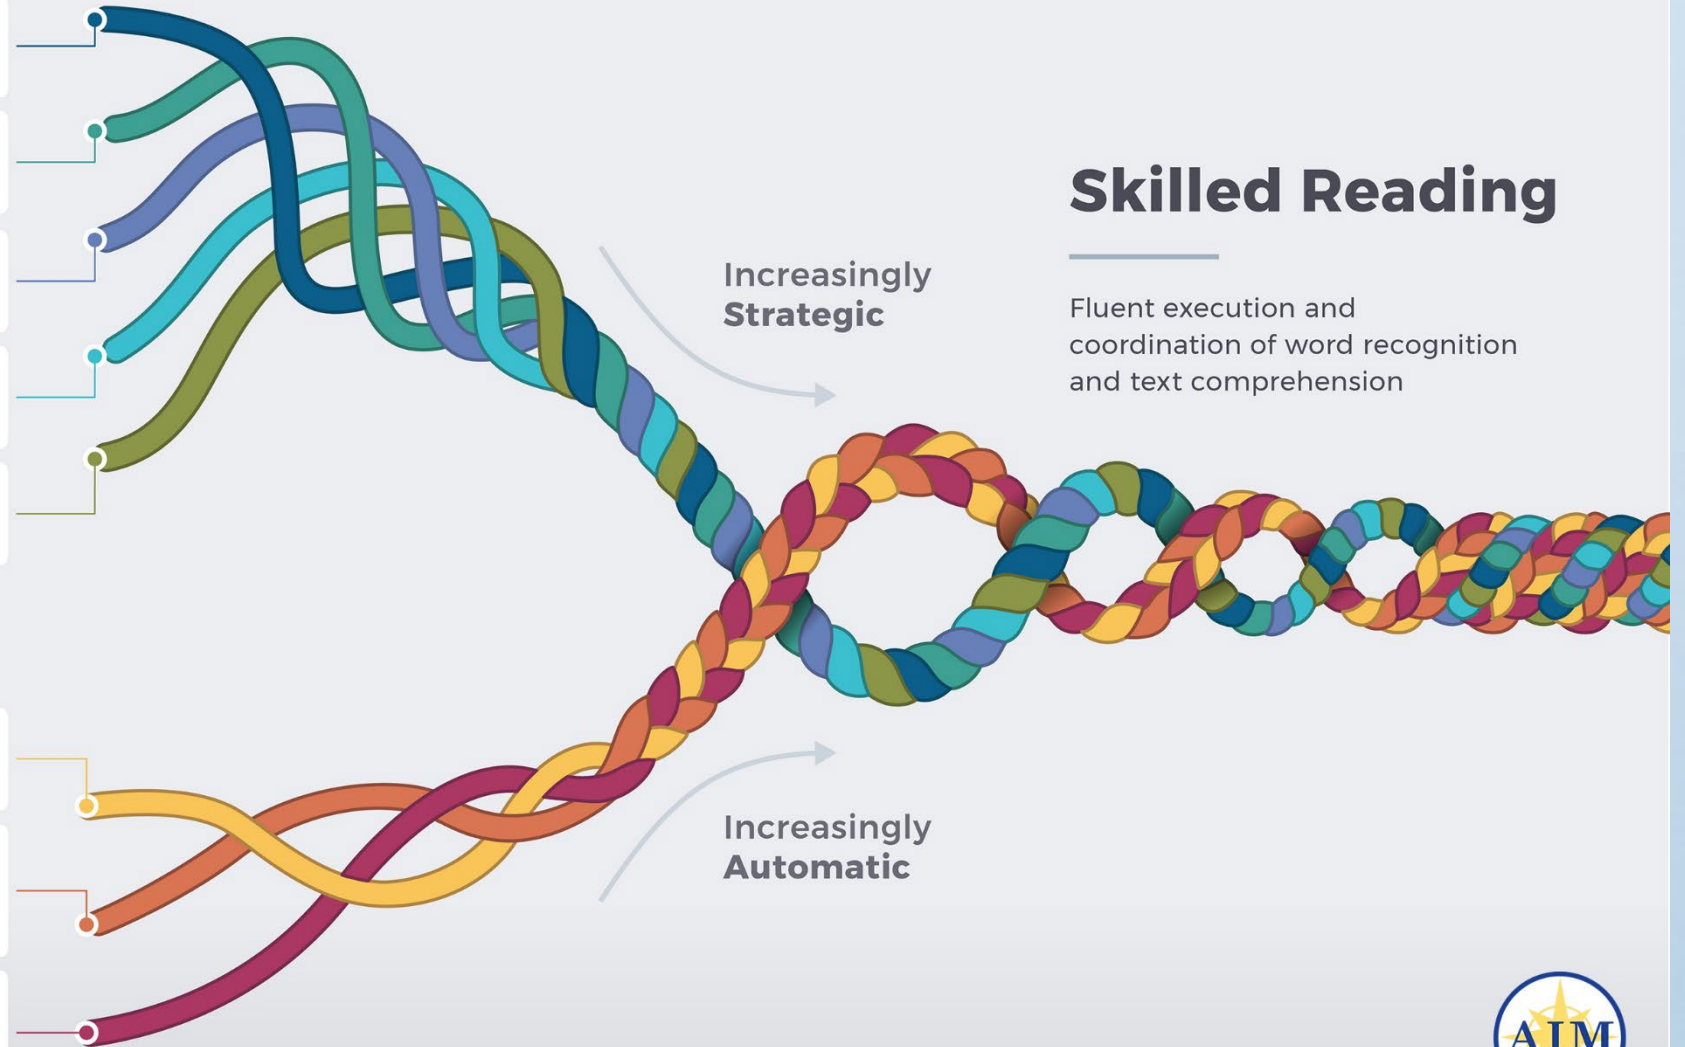 Skilled Reading
Fluent execution and
coordination of word recognition
and text comprehension
Increasingly
Strategic
Increasingly
Automatic
AIM